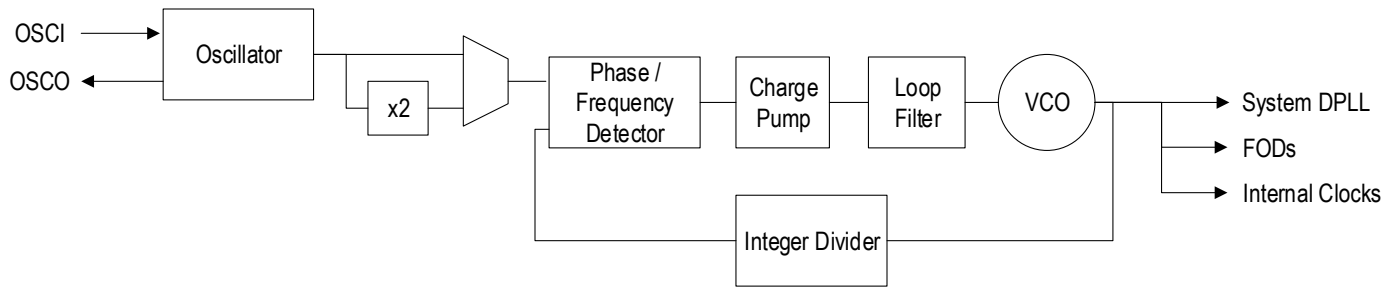 OSCI
OSCO
Oscillator
x2
Phase /
Frequency
Detector
Charge
Pump
Loop
Filter
VCO
System DPLL
FODs
Internal Clocks
Integer Divider